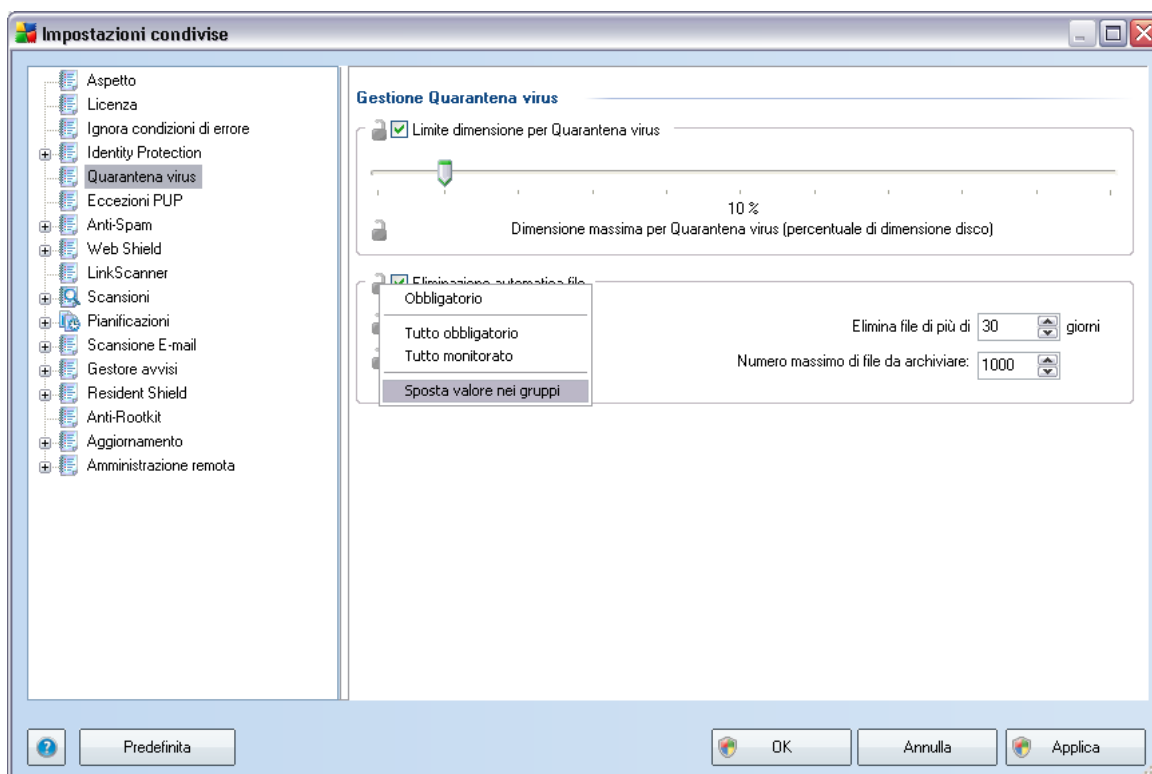 Impostazioni condivise
Aspetto
Licenza
Ignora condizioni di errore
Identity Protection
Quarantena virus
Eccezioni PUP
Anti-Spam
Web Shield
LinkScanner
Scansioni
Pianificazioni
Scansione E-mail
Gestore avvisi
Resident Shield
Anti-Rootkit
Aggiornamento
Amministrazione remota
Gestione Quarantena virus
Limite dimensione per Quarantena virus
10 %
Dimensione massima per Quarantena virus (percentuale di dimensione disco)
Eliminazione automatica file
Obbligatorio
Tutto obbligatorio
Tutto monitorato
Sposta valore nei gruppi
Elimina file di più di 30 giorni
Numero massimo di file da archiviare: 1000
Predefinita
OK
Annulla
Applica